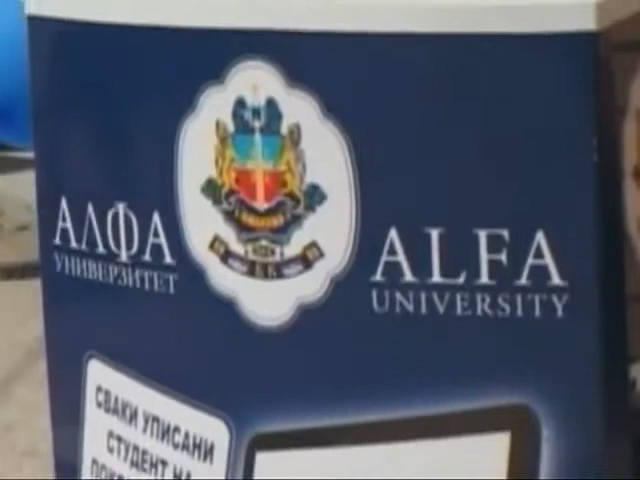 АЛФА
УНИВЕРЗИТЕТ
ALFA
UNIVERSITY
СВАКИ УПИСАНИ
СТУДЕНТ НА